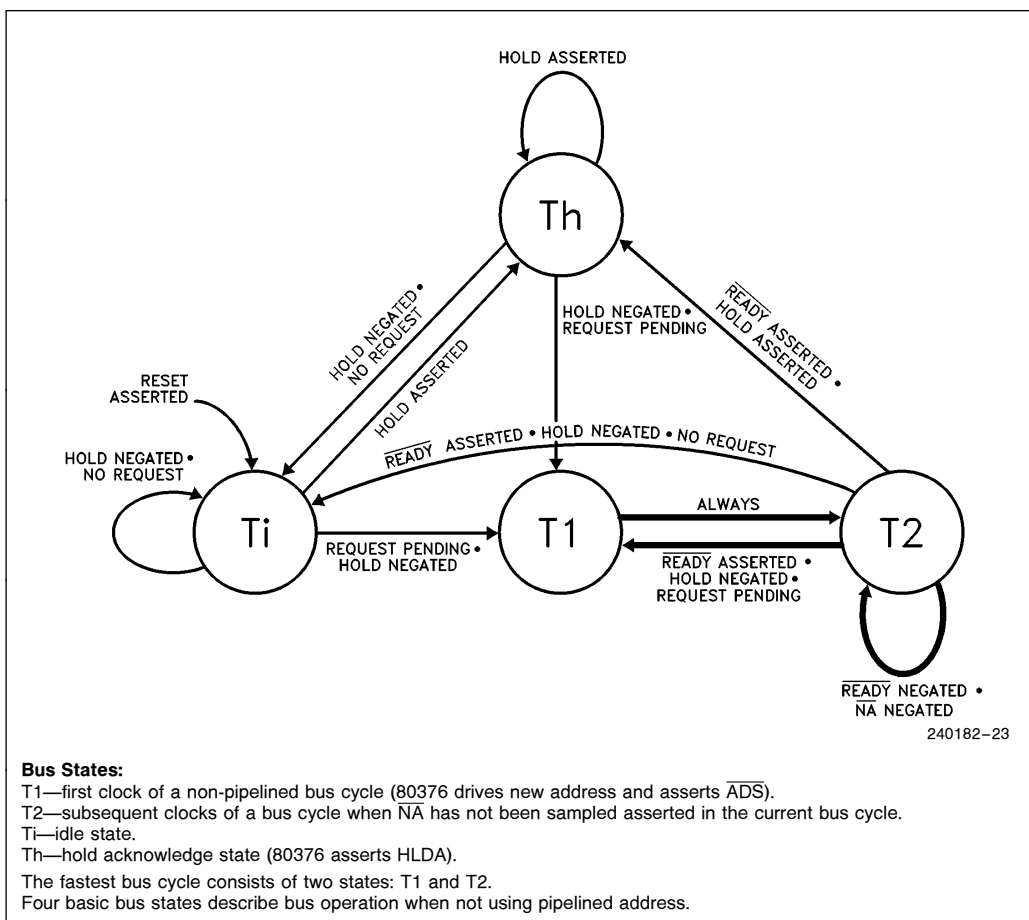 HOLD ASSERTED
Th
HOLD NEGATED •
NO REQUEST
HOLD ASSERTED
HOLD NEGATED •
REQUEST PENDING
READY ASSERTED •
HOLD ASSERTED
RESET
ASSERTED
HOLD NEGATED •
NO REQUEST
READY ASSERTED • HOLD NEGATED • NO REQUEST
Ti
REQUEST PENDING •
HOLD NEGATED
T1
ALWAYS
READY ASSERTED •
HOLD NEGATED •
REQUEST PENDING
T2
READY NEGATED •
NA NEGATED
240182–23
Bus States:
T1—first clock of a non-pipelined bus cycle (80376 drives new address and asserts ADS).
T2—subsequent clocks of a bus cycle when NA has not been sampled asserted in the current bus cycle.
Ti—idle state.
Th—hold acknowledge state (80376 asserts HLDA).
The fastest bus cycle consists of two states: T1 and T2.
Four basic bus states describe bus operation when not using pipelined address.